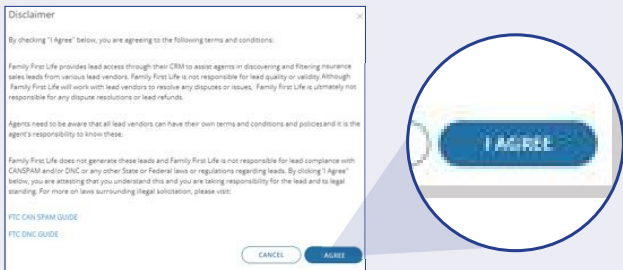 Disclaimer
By checking "I Agree" below, you are agreeing to the following terms and conditions:
Family First Life provides lead access through their CRM to assist agents in discovering and filtering nsurance
sales leads from various lead vendors. Family First Life is not responsible for lead quality or validity. Although
Family First Life will work with lead vendors to resolve any disputes or issues, Family First Life is ultimately not
responsible for any dispute resolutions or lead refunds.
Agents need to be aware that all lead vendors can have their own terms and conditions and policiesand it is the
agent's responsibility to know these.
Family First Life does not generate these leads and Family First Life is not responsible for lead compliance with
CANSPAM and/or DNC or any other State or Federal laws or regulations regarding leads. By clicking "I Agree"
below, you are attesting that you understand this and you are taking responsibility for the lead and its legal
standing. For more on laws surrounding illegal solicitation, please visit:
FTC CAN SPAM GUIDE
FTC DNC GUIDE
CANCEL
AGREE
I AGREE